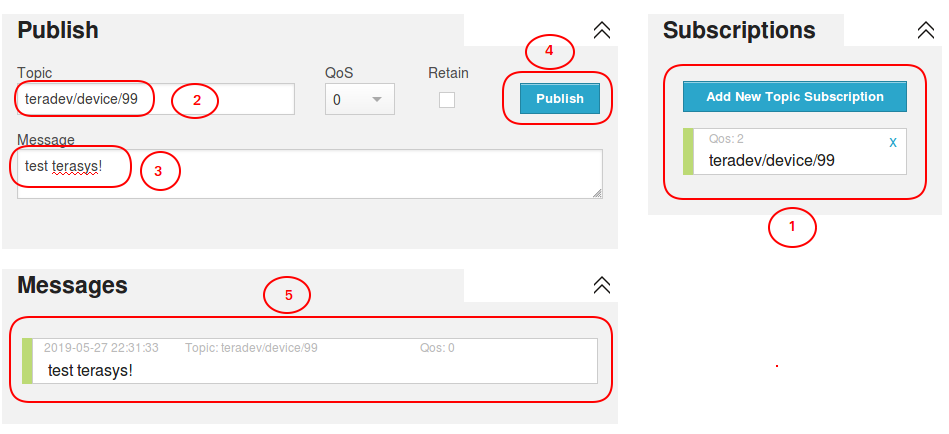 Publish
Topic
QoS
Retain
teradev/device/99
2
0
Publish
4
Message
test terasys!
3
Subscriptions
Add New Topic Subscription
Qos: 2
x
teradev/device/99
1
Messages
5
2019-05-27 22:31:33 Topic: teradev/device/99 Qos: 0
test terasys!